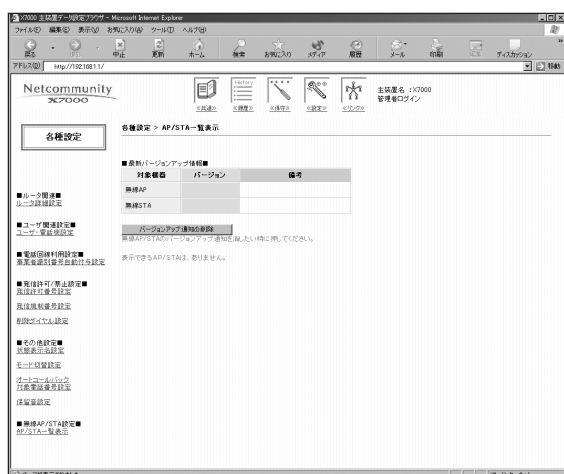 X7000 主装置データ設定ブラウザ - Microsoft Internet Explorer
ファイル(F) 編集(E) 表示(V) お気に入り(A) ツール(T) ヘルプ(H)
戻る 中止 更新 ホーム 検索 お気に入り メディア 履歴 メール 印刷 ディスカッション
アドレス(D) http://192.168.1.1/ 移動
Netcommunity
X7000
<<共通>> History <<履歴>> <<保守>> <<設定>> <<リンク>>
主装置名 :X7000
管理者ログイン
各種設定
各種設定 > AP/STA一覧表示
■最新バージョンアップ情報■
対象機器 バージョン 備考
無線AP
無線STA
バージョンアップ通知の削除
無線AP/STAのバージョンアップ通知を消したい時に押してください。
表示できるAP/STAは、ありません。
■ルータ関連■
ルータ詳細設定
■ユーザ関連設定■
ユーザ・電話機設定
■電話回線利用設定■
事業者識別番号自動付与設定
■発信許可/禁止設定■
発信許可番号設定
発信規制番号設定
削除ダイヤル設定
■その他設定■
状態表示名設定
モード切替設定
オートコールバック
対象電話番号設定
保留音設定
■無線AP/STA設定■
AP/STA一覧表示